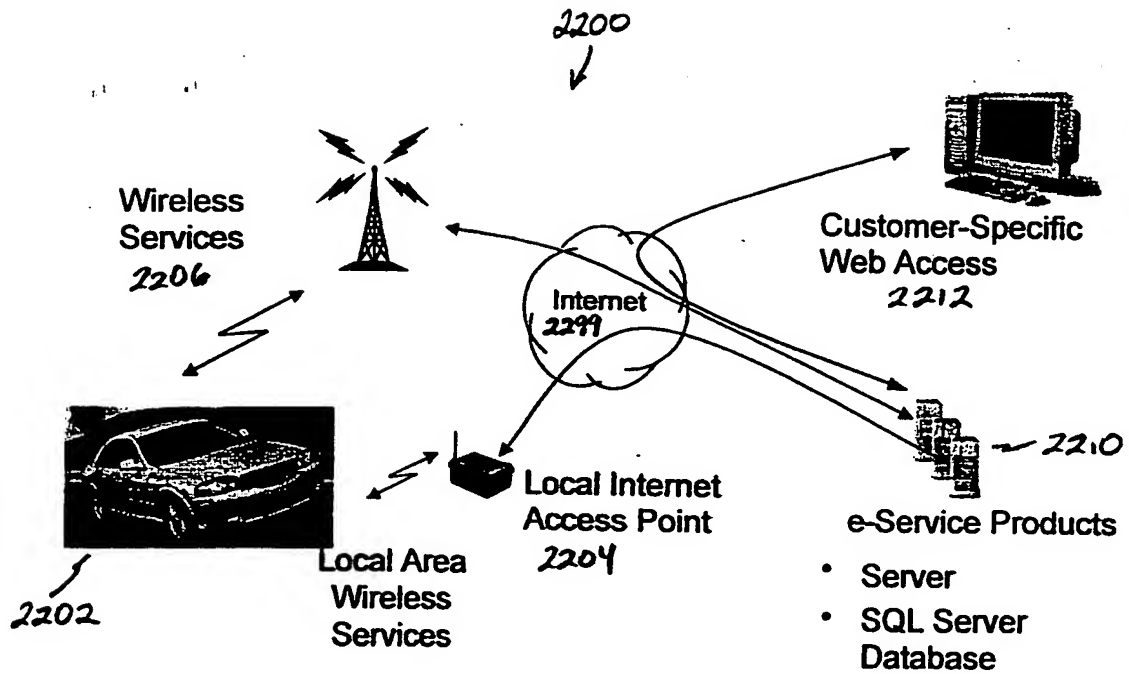 2200
Wireless
Services
2206
Customer-Specific
Web Access
2212
Internet
2299
2210
Local Internet
Access Point
2204
e-Service Products
• Server
• SQL Server
Database
2202
Local Area
Wireless
Services